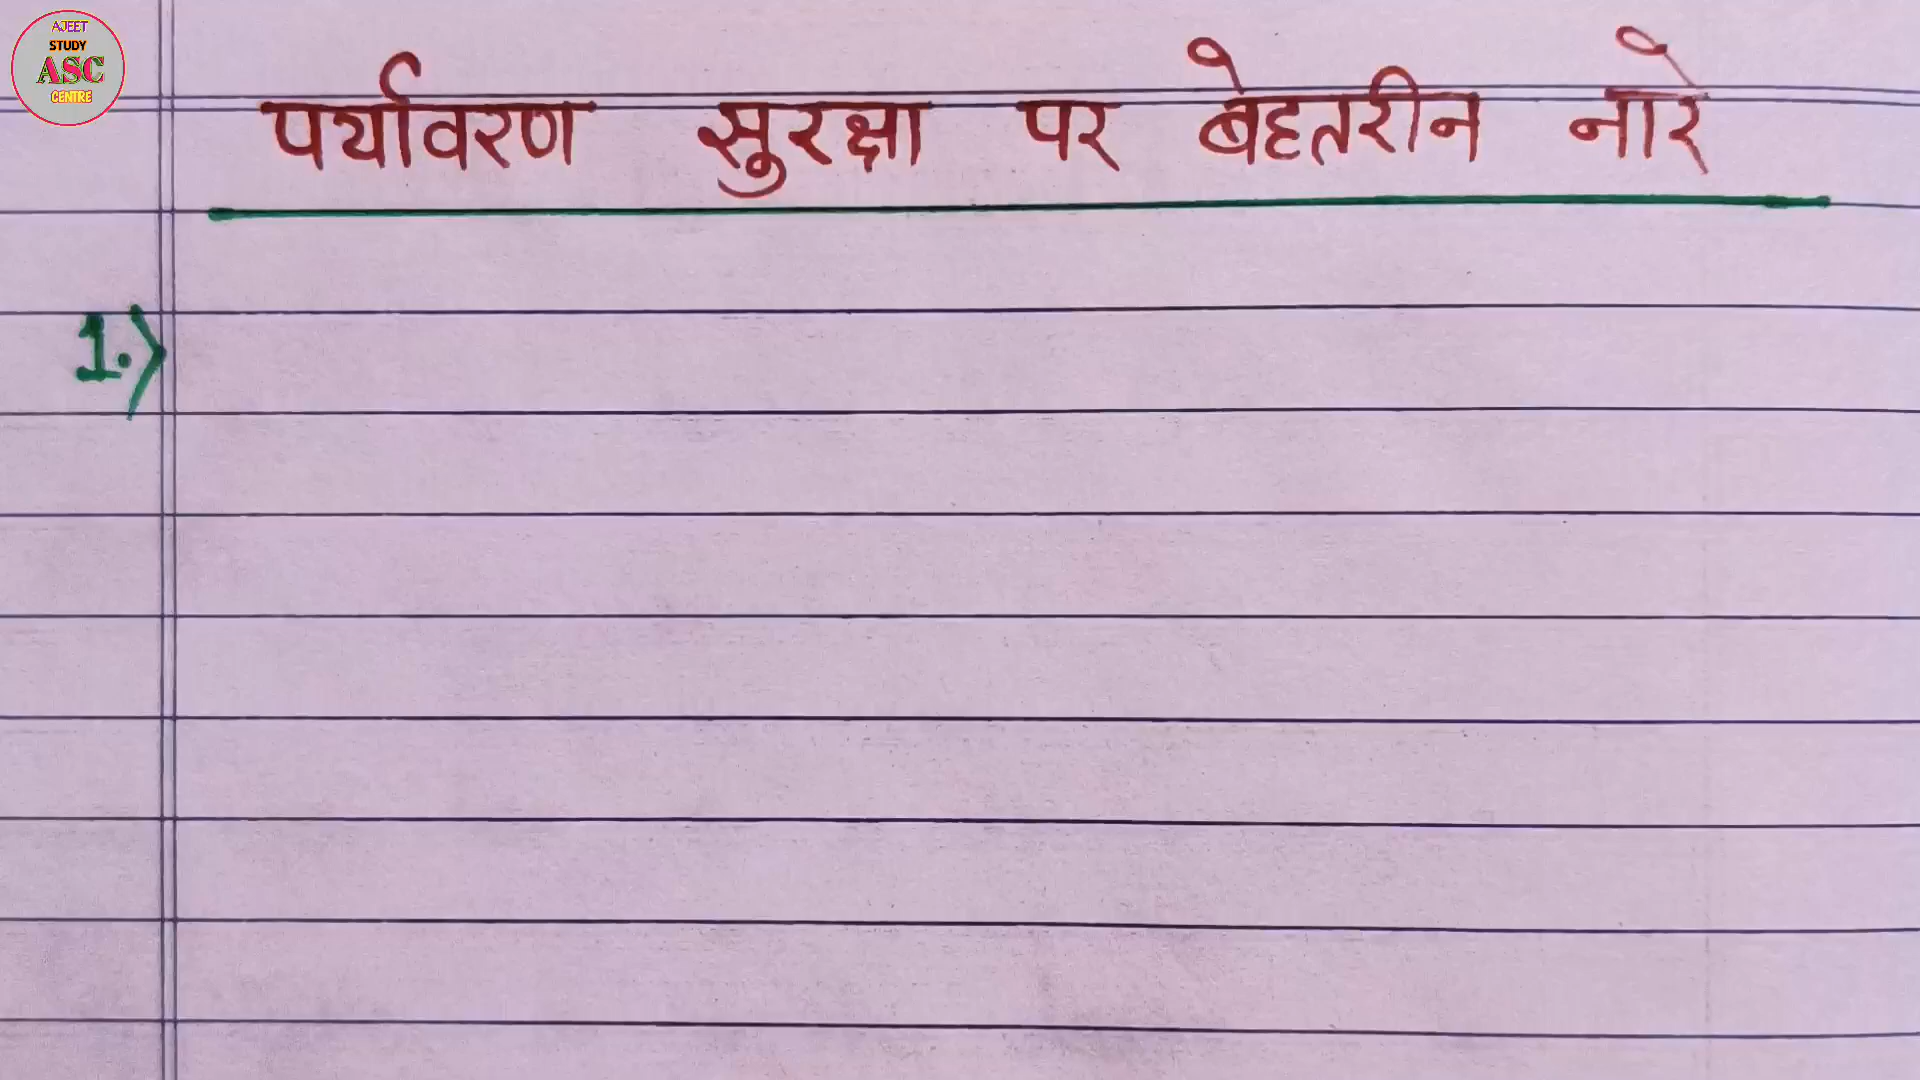 AJEET
STUDY
ASC
CENTRE
पर्यावरण सुरक्षा पर बेहतरीन नारे
1.)